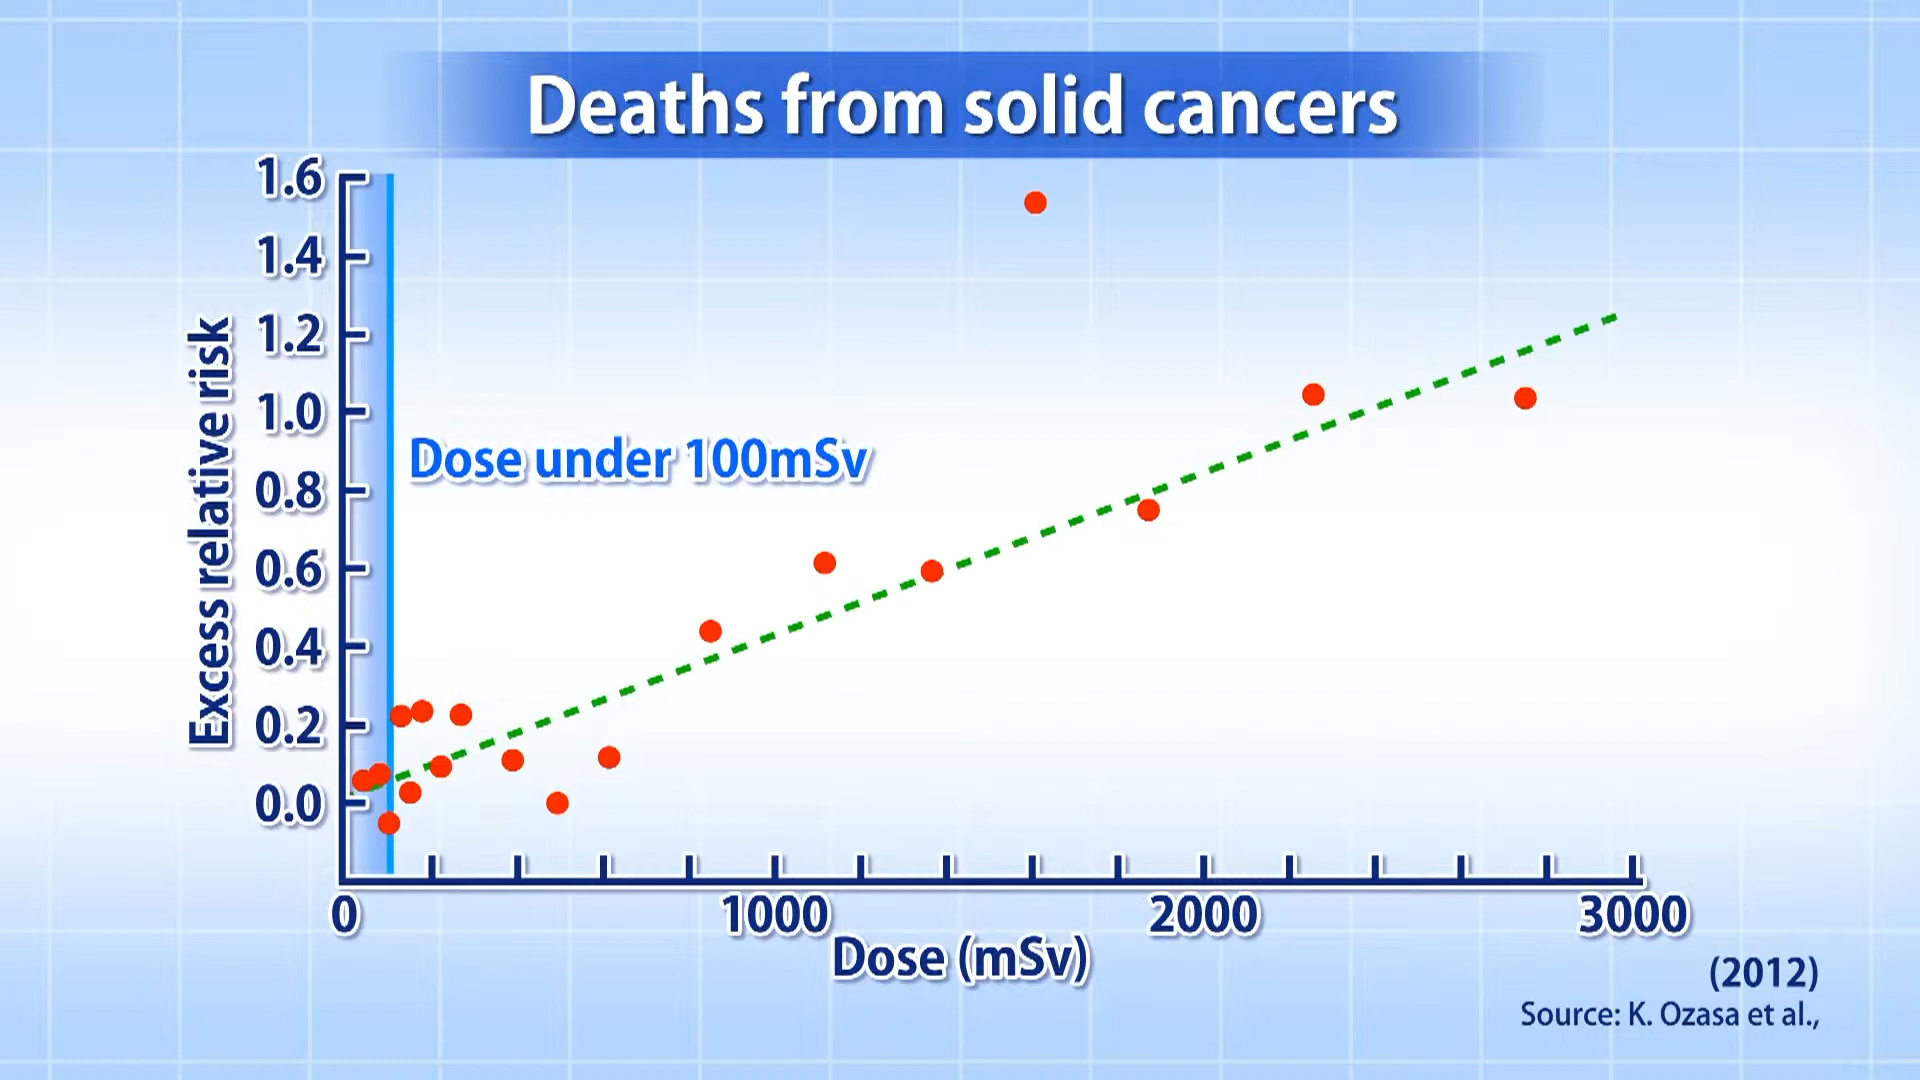 Deaths from solid cancers
1.6
1.4
1.2
1.0
0.8
0.6
0.4
0.2
0.0
Excess relative risk
Dose under 100mSv
0 1000 2000 3000
Dose (mSv)
(2012)
Source: K. Ozasa et al.,